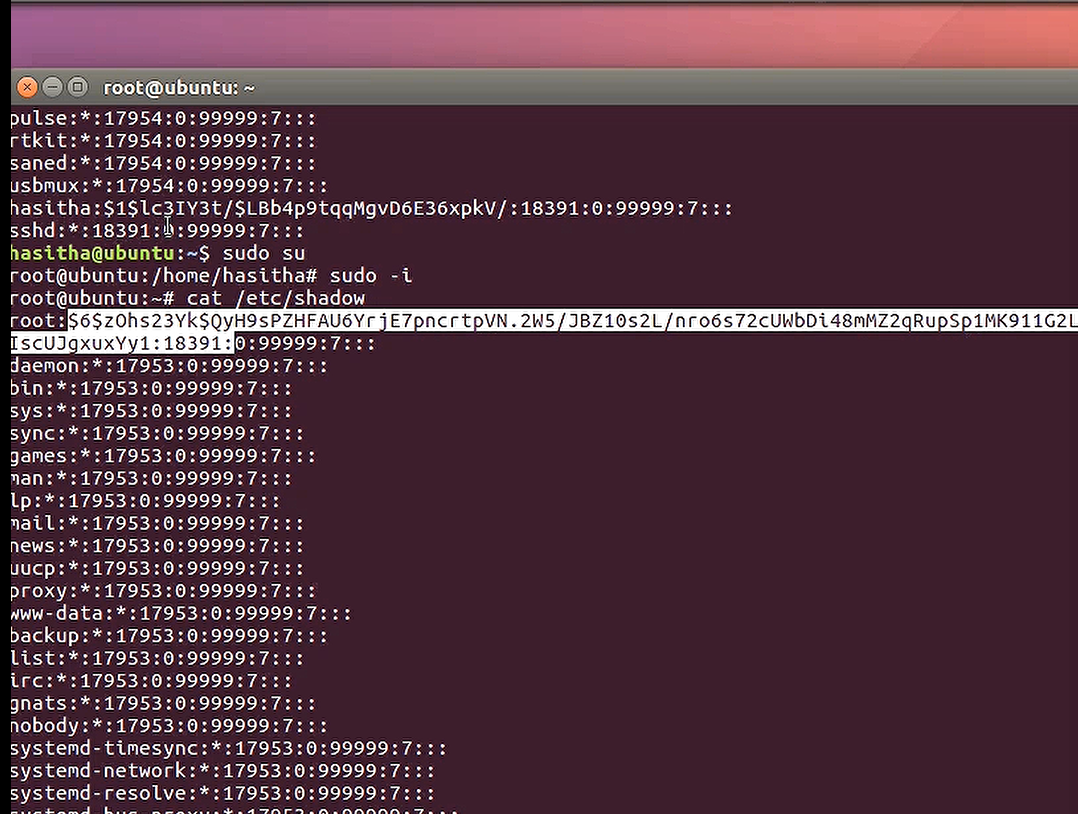 root@ubuntu: ~
pulse:*:17954:0:99999:7:::
rtkit:*:17954:0:99999:7:::
saned:*:17954:0:99999:7:::
usbmux:*:17954:0:99999:7:::
hasitha:$1$lc3IY3t/$LBb4p9tqqMgvD6E36xpkV/:18391:0:99999:7:::
sshd:*:18391:0:99999:7:::
hasitha@ubuntu:~$ sudo su
root@ubuntu:/home/hasitha# sudo -i
root@ubuntu:~# cat /etc/shadow
root:$6$zOhs23Yk$QyH9sPZHFAU6YrjE7pncrtpVN.2W5/JBZ10s2L/nro6s72cUWbDi48mMZ2qRupSp1MK911G2L
IscUJgxuxYy1:18391:0:99999:7:::
daemon:*:17953:0:99999:7:::
bin:*:17953:0:99999:7:::
sys:*:17953:0:99999:7:::
sync:*:17953:0:99999:7:::
games:*:17953:0:99999:7:::
man:*:17953:0:99999:7:::
lp:*:17953:0:99999:7:::
mail:*:17953:0:99999:7:::
news:*:17953:0:99999:7:::
uucp:*:17953:0:99999:7:::
proxy:*:17953:0:99999:7:::
www-data:*:17953:0:99999:7:::
backup:*:17953:0:99999:7:::
list:*:17953:0:99999:7:::
irc:*:17953:0:99999:7:::
gnats:*:17953:0:99999:7:::
nobody:*:17953:0:99999:7:::
systemd-timesync:*:17953:0:99999:7:::
systemd-network:*:17953:0:99999:7:::
systemd-resolve:*:17953:0:99999:7:::